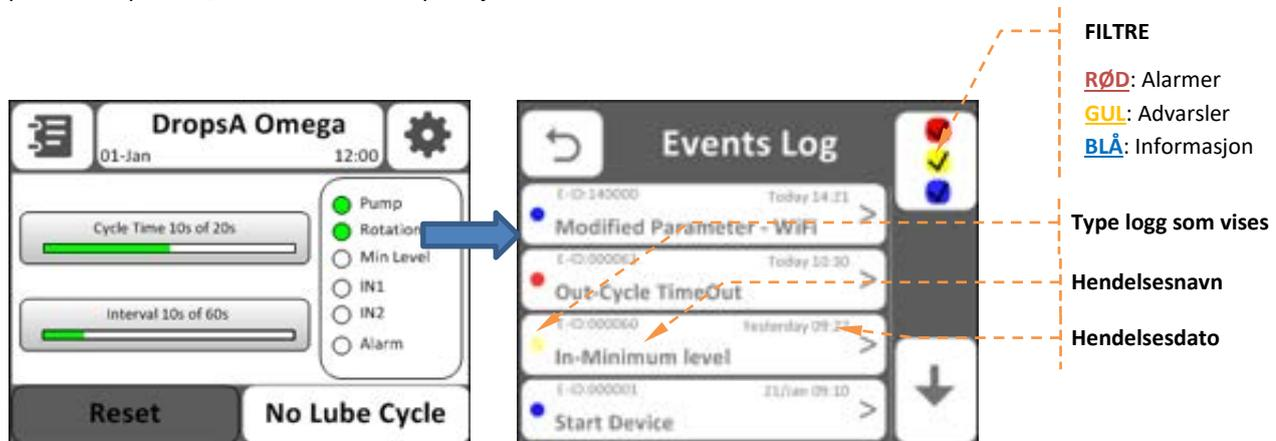 DropsA Omega
01-Jan 12:00
Cycle Time 10s of 20s
Interval 10s of 60s
Pump
Rotation
Min Level
IN1
IN2
Alarm
Reset
No Lube Cycle
Events Log
E-ID:140000 Today 14:21
Modified Parameter - WiFi
E-ID:000062 Today 10:30
Out-Cycle TimeOut
E-ID:000060 Yesterday 09:27
In-Minimum level
E-ID:000001 21/Jan 09:10
Start Device
FILTRE
RØD: Alarmer
GUL: Advarsler
BLÅ: Informasjon
Type logg som vises
Hendelsesnavn
Hendelsesdato